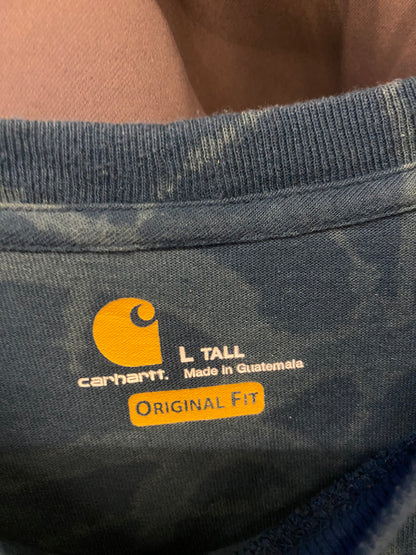 L TALL
carhartt. Made in Guatemala
ORIGINAL FIT